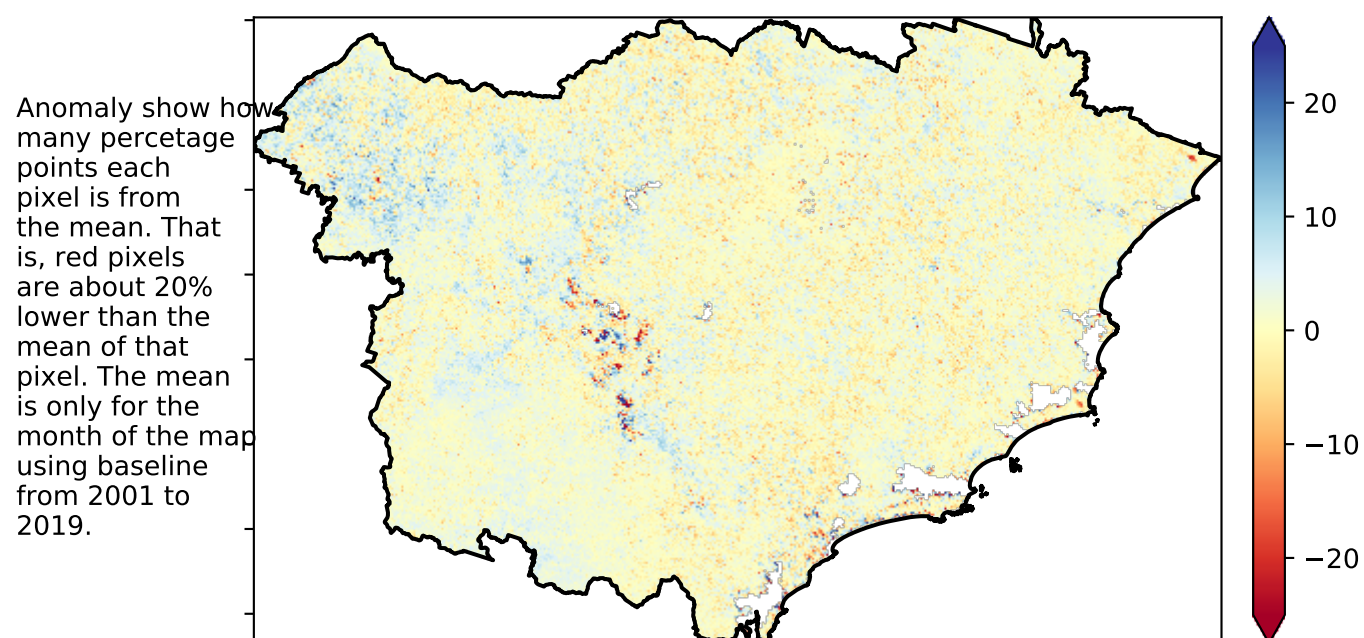 Anomaly show how
many percetage
points each
pixel is from
the mean. That
is, red pixels
are about 20%
lower than the
mean of that
pixel. The mean
is only for the
month of the map
using baseline
from 2001 to
2019.
20
10
0
−10
−20